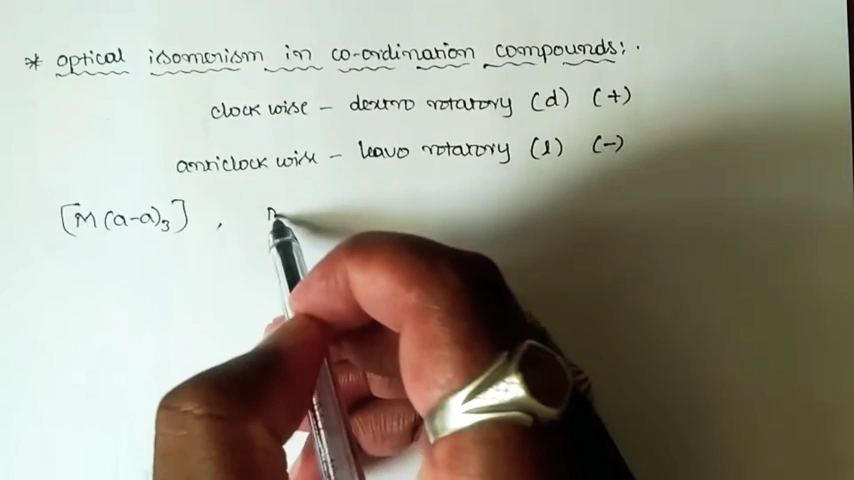 * optical isomerism in co-ordination compounds:.
clock wise - dextro rotatory (d) (+)
anticlock wise - leavo rotatory (l) (-)
[M(a-a)3] ,